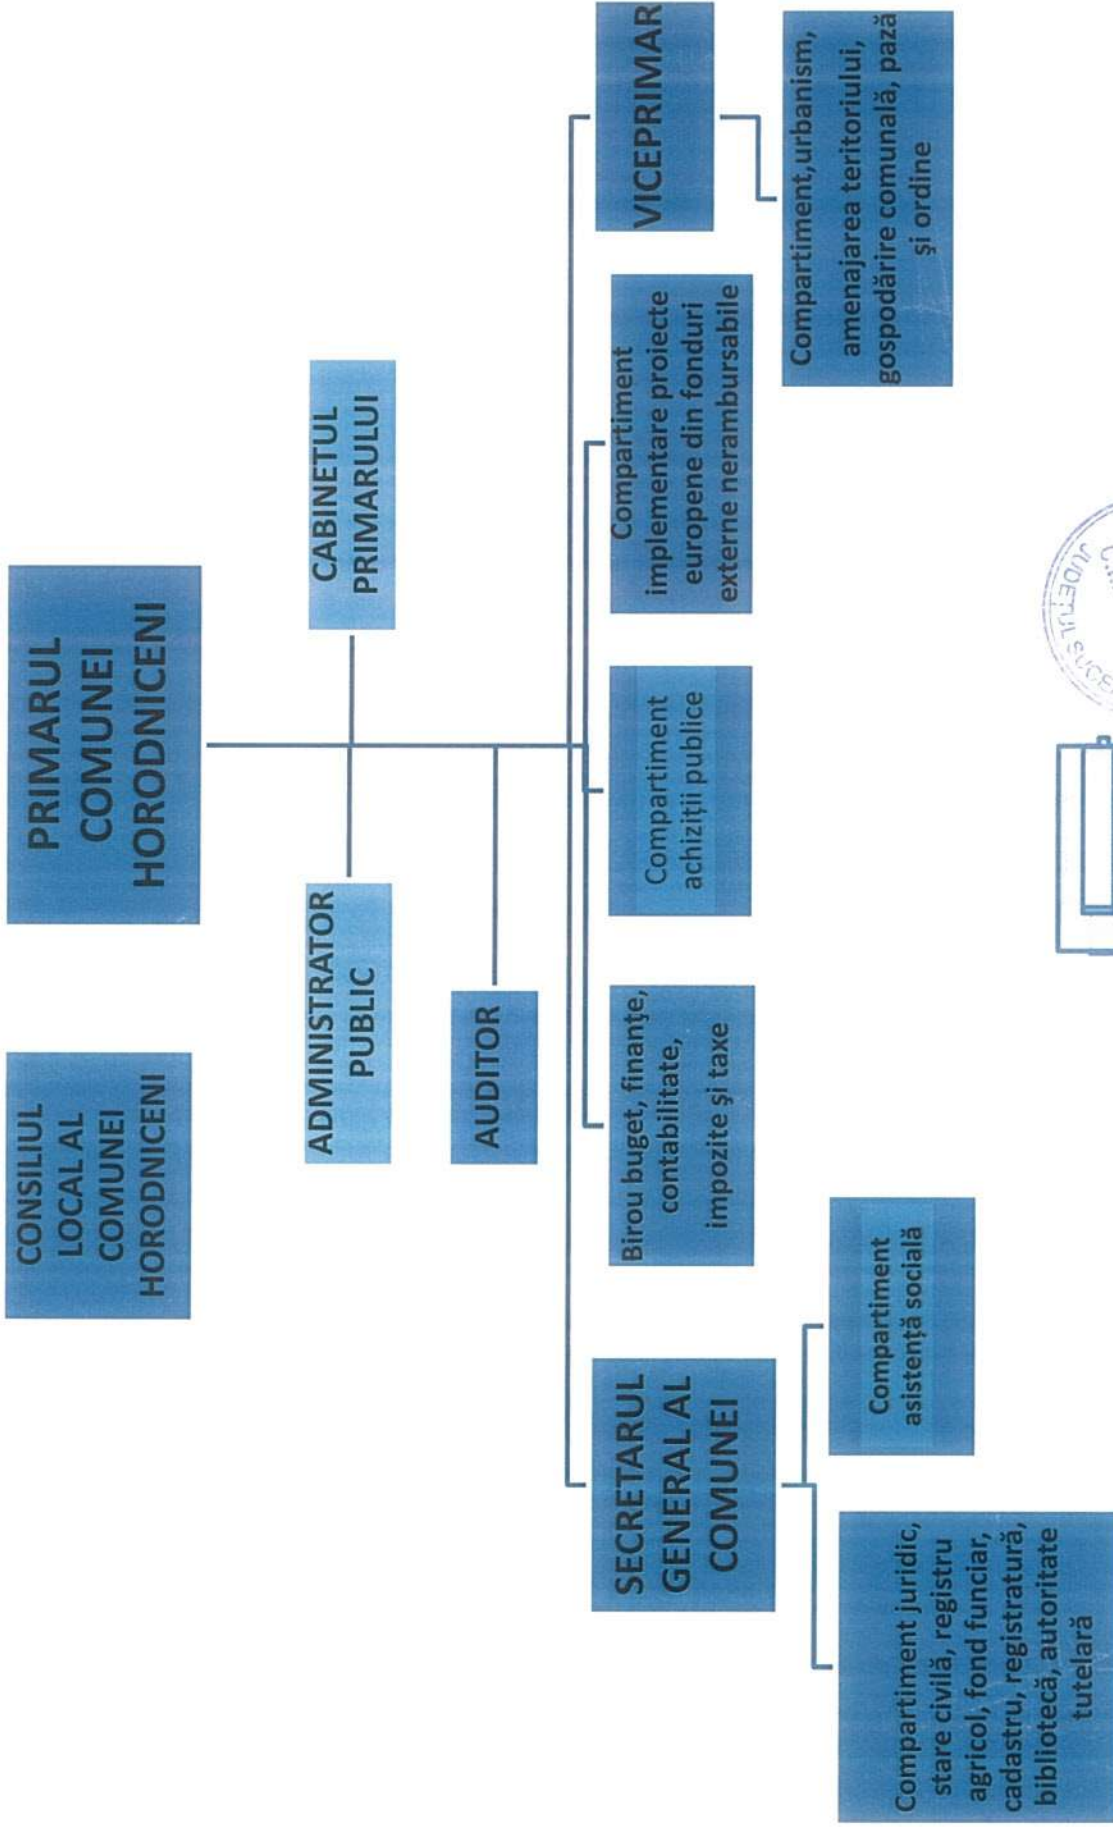 CONSILIUL
LOCAL AL
COMUNEI
HORODNICENI
PRIMARUL
COMUNEI
HORODNICENI
ADMINISTRATOR
PUBLIC
CABINETUL
PRIMARULUI
AUDITOR
SECRETARUL
GENERAL AL
COMUNEI
Birou buget, finanțe,
contabilitate,
impozite și taxe
Compartiment
achiziții publice
Compartiment
implementare proiecte
europene din fonduri
externe nerambursabile
VICEPRIMAR
Compartiment juridic,
stare civilă, registru
agricol, fond funciar,
cadastru, registratură,
bibliotecă, autoritate
tutelară
Compartiment
asistență socială
Compartiment,urbanism,
amenajarea teritoriului,
gospodărire comunală, pază
și ordine
JUDEȚUL